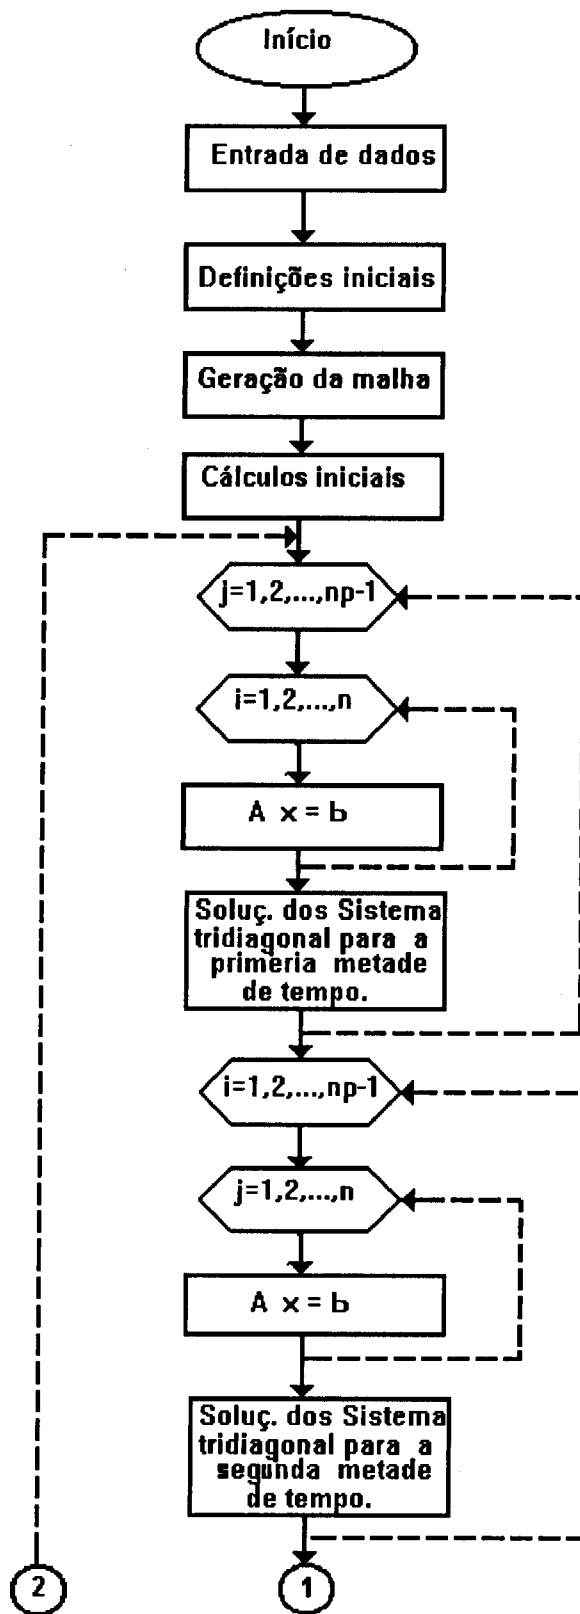 Início
Entrada de dados
Definições iniciais
Geração da malha
Cálculos iniciais
j=1,2,...,np-1
i=1,2,...,n
A x = b
Soluç. dos Sistema
tridiagonal para a
primeria metade
de tempo.
i=1,2,...,np-1
j=1,2,...,n
A x = b
Soluç. dos Sistema
tridiagonal para a
segunda metade
de tempo.
2
1